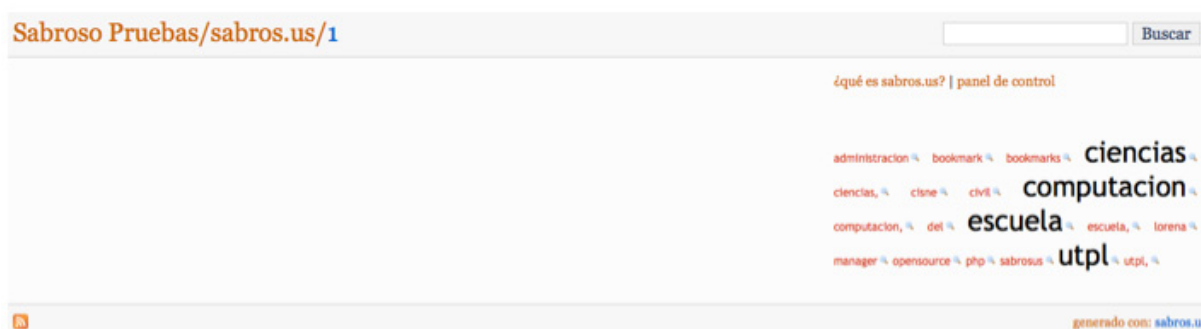 Sabroso Pruebas/sabros.us/1
Buscar
¿qué es sabros.us? | panel de control
administracion bookmark bookmarks ciencias
ciencias, cisne civil computacion
computacion, del escuela escuela, lorena
manager opensource php sabrosus utpl utpl,
generado con: sabros.u